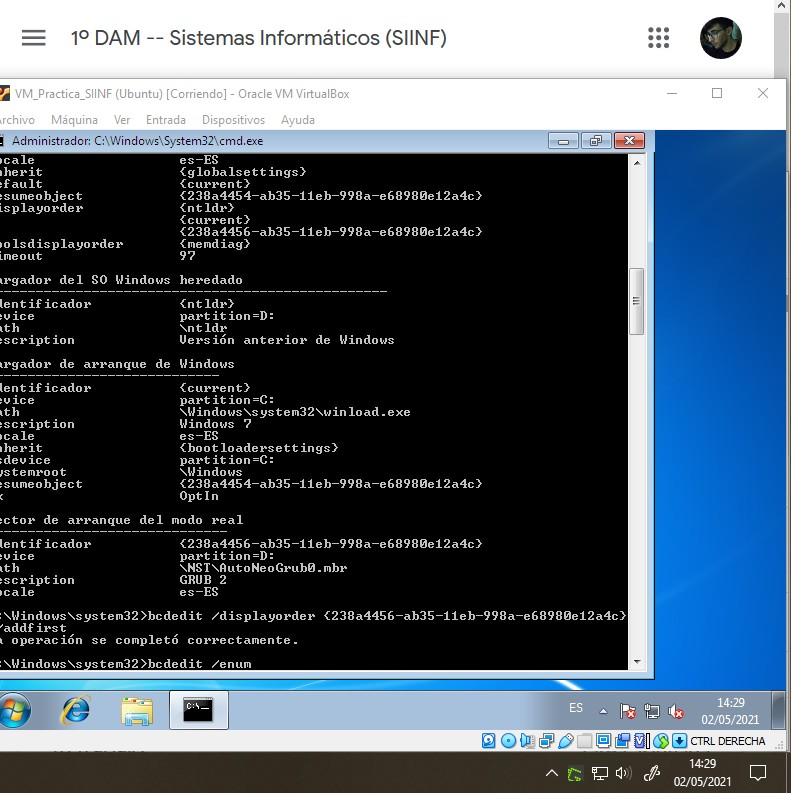 1º DAM -- Sistemas Informáticos (SIINF)
VM_Practica_SIINF (Ubuntu) [Corriendo] - Oracle VM VirtualBox
rchivo Máquina Ver Entrada Dispositivos Ayuda
Administrador: C:\Windows\System32\cmd.exe
ocale es-ES
nherit {globalsettings}
efault {current}
esumeobject {238a4454-ab35-11eb-998a-e68980e12a4c}
isplayorder {ntldr}
{current}
{238a4456-ab35-11eb-998a-e68980e12a4c}
oolsdisplayorder {memdiag}
imeout 97
argador del SO Windows heredado
dentificador {ntldr}
evice partition=D:
ath \ntldr
escription Versión anterior de Windows
argador de arranque de Windows
dentificador {current}
evice partition=C:
ath \Windows\system32\winload.exe
escription Windows 7
ocale es-ES
nherit {bootloadersettings}
sdevice partition=C:
ystemroot \Windows
esumeobject {238a4454-ab35-11eb-998a-e68980e12a4c}
x OptIn
ector de arranque del modo real
dentificador {238a4456-ab35-11eb-998a-e68980e12a4c}
evice partition=D:
ath \NST\AutoNeoGrub0.mbr
escription GRUB 2
ocale es-ES
:\Windows\system32>bcdedit /displayorder {238a4456-ab35-11eb-998a-e68980e12a4c}
/addfirst
a operación se completó correctamente.
:\Windows\system32>bcdedit /enum
ES 14:29
02/05/2021
CTRL DERECHA
14:29
02/05/2021